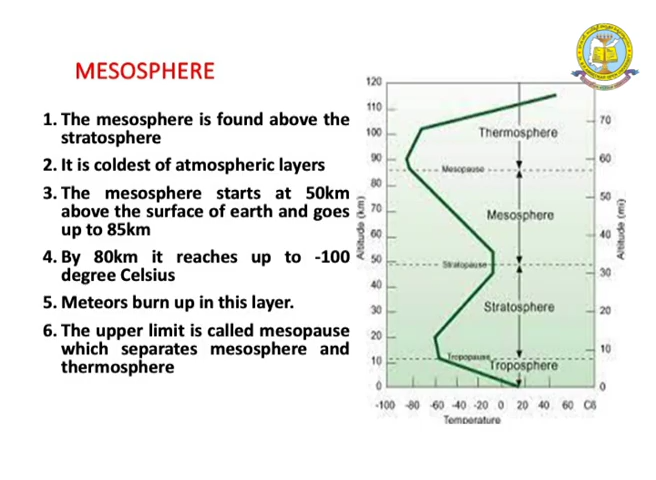 MESOSPHERE
1. The mesosphere is found above the
stratosphere
2. It is coldest of atmospheric layers
3. The mesosphere starts at 50km
above the surface of earth and goes
up to 85km
4. By 80km it reaches up to -100
degree Celsius
5. Meteors burn up in this layer.
6. The upper limit is called mesopause
which separates mesosphere and
thermosphere
120
110
100
90
80
70
60
50
40
30
20
10
0
Altitude (km)
Thermosphere
Mesopause
Mesosphere
Stratopause
Stratosphere
Tropopause
Troposphere
70
60
50
40
30
20
10
0
Altitude (mi)
-100 -80 -60 -40 -20 0 20 40 60 C6
Temperature